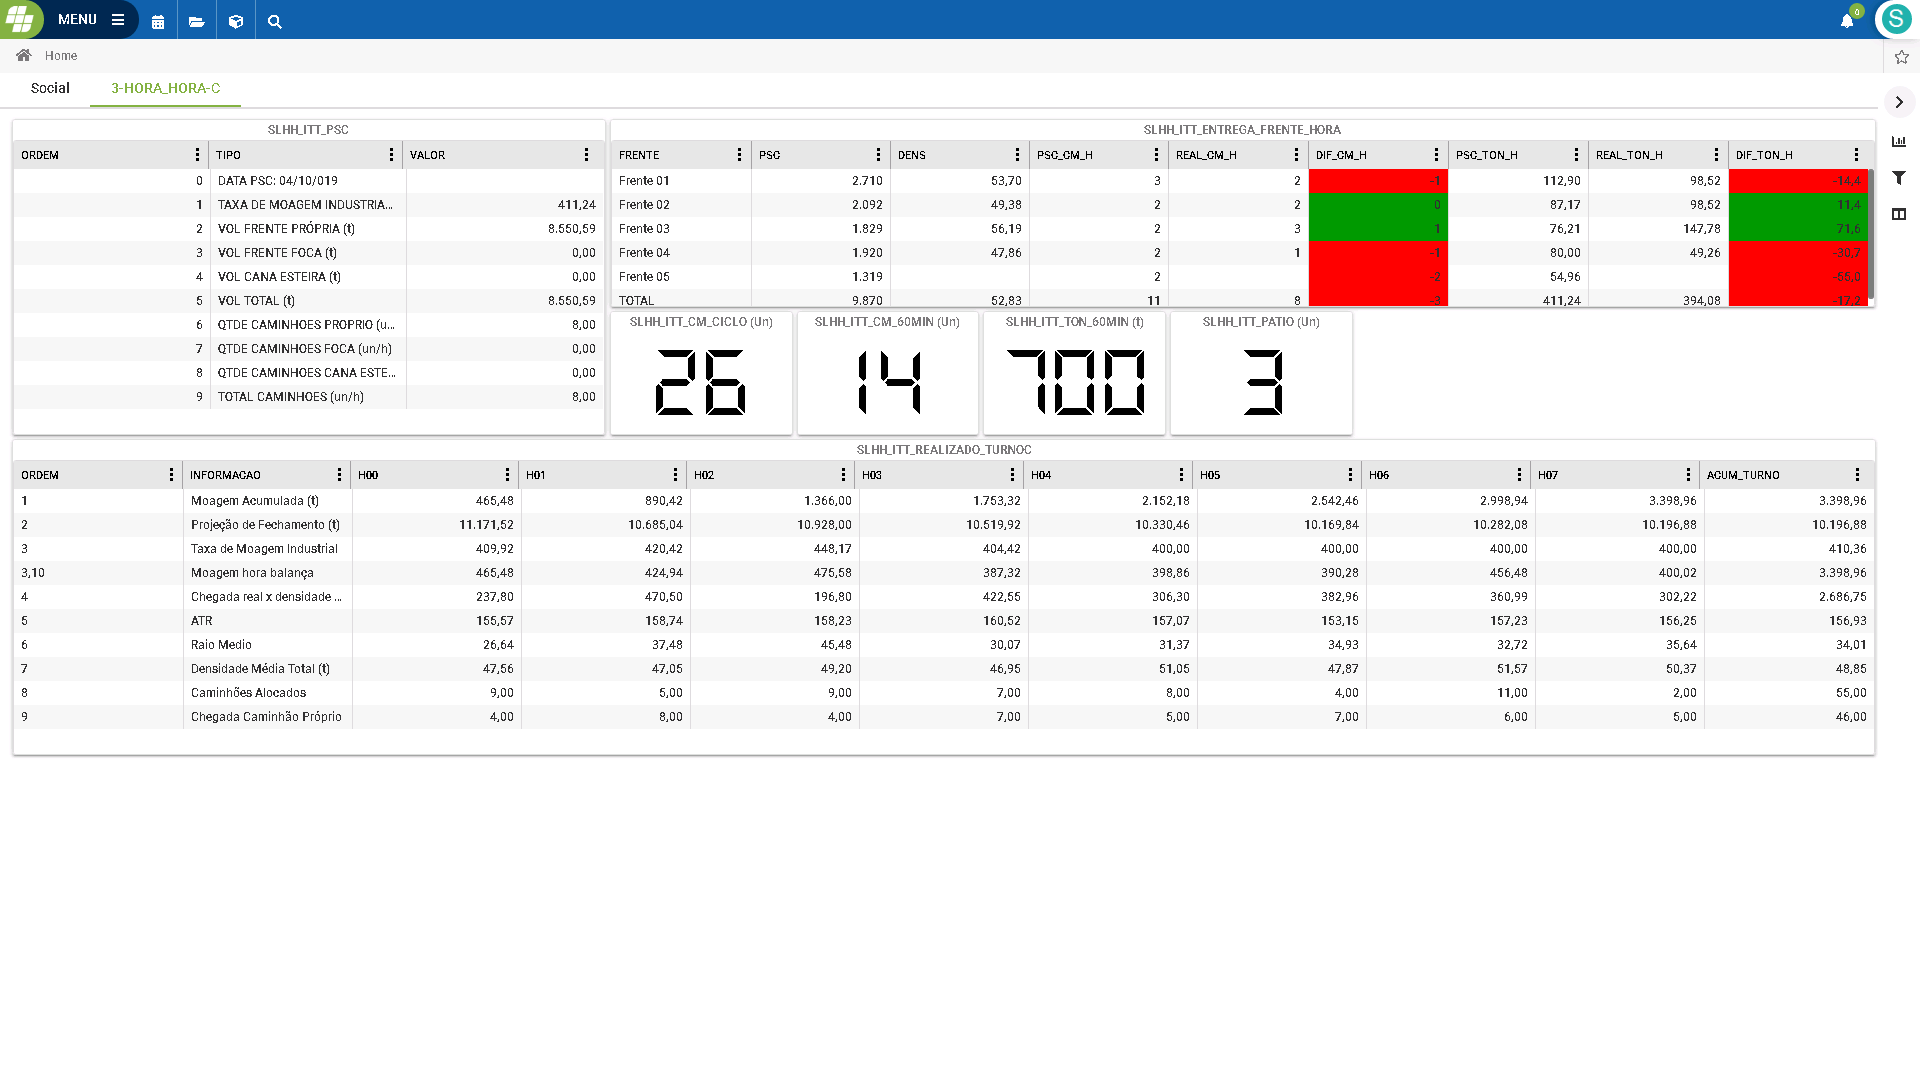 MENU
0
S
Home
Social 3-HORA_HORA-C
SLHH_ITT_PSC
ORDEM TIPO VALOR
0 DATA PSC: 04/10/019
1 TAXA DE MOAGEM INDUSTRIA... 411,24
2 VOL FRENTE PRÓPRIA (t) 8.550,59
3 VOL FRENTE FOCA (t) 0,00
4 VOL CANA ESTEIRA (t) 0,00
5 VOL TOTAL (t) 8.550,59
6 QTDE CAMINHOES PROPRIO (u... 8,00
7 QTDE CAMINHOES FOCA (un/h) 0,00
8 QTDE CAMINHOES CANA ESTE... 0,00
9 TOTAL CAMINHOES (un/h) 8,00
SLHH_ITT_ENTREGA_FRENTE_HORA
FRENTE PSC DENS PSC_CM_H REAL_CM_H DIF_CM_H PSC_TON_H REAL_TON_H DIF_TON_H
Frente 01 2.710 53,70 3 2 -1 112,90 98,52 -14,4
Frente 02 2.092 49,38 2 2 0 87,17 98,52 11,4
Frente 03 1.829 56,19 2 3 1 76,21 147,78 71,6
Frente 04 1.920 47,86 2 1 -1 80,00 49,26 -30,7
Frente 05 1.319 2 -2 54,96 -55,0
TOTAL 9.870 52,83 11 8 -3 411,24 394,08 -17,2
SLHH_ITT_CM_CICLO (Un)
26
SLHH_ITT_CM_60MIN (Un)
14
SLHH_ITT_TON_60MIN (t)
700
SLHH_ITT_PATIO (Un)
3
SLHH_ITT_REALIZADO_TURNOC
ORDEM INFORMACAO H00 H01 H02 H03 H04 H05 H06 H07 ACUM_TURNO
1 Moagem Acumulada (t) 465,48 890,42 1.366,00 1.753,32 2.152,18 2.542,46 2.998,94 3.398,96 3.398,96
2 Projeção de Fechamento (t) 11.171,52 10.685,04 10.928,00 10.519,92 10.330,46 10.169,84 10.282,08 10.196,88 10.196,88
3 Taxa de Moagem Industrial 409,92 420,42 448,17 404,42 400,00 400,00 400,00 400,00 410,36
3,10 Moagem hora balança 465,48 424,94 475,58 387,32 398,86 390,28 456,48 400,02 3.398,96
4 Chegada real x densidade ... 237,80 470,50 196,80 422,55 306,30 382,96 360,99 302,22 2.686,75
5 ATR 155,57 158,74 158,23 160,52 157,07 153,15 157,23 156,25 156,93
6 Raio Medio 26,64 37,48 45,48 30,07 31,37 34,93 32,72 35,64 34,01
7 Densidade Média Total (t) 47,56 47,05 49,20 46,95 51,05 47,87 51,57 50,37 48,85
8 Caminhões Alocados 9,00 5,00 9,00 7,00 8,00 4,00 11,00 2,00 55,00
9 Chegada Caminhão Próprio 4,00 8,00 4,00 7,00 5,00 7,00 6,00 5,00 46,00